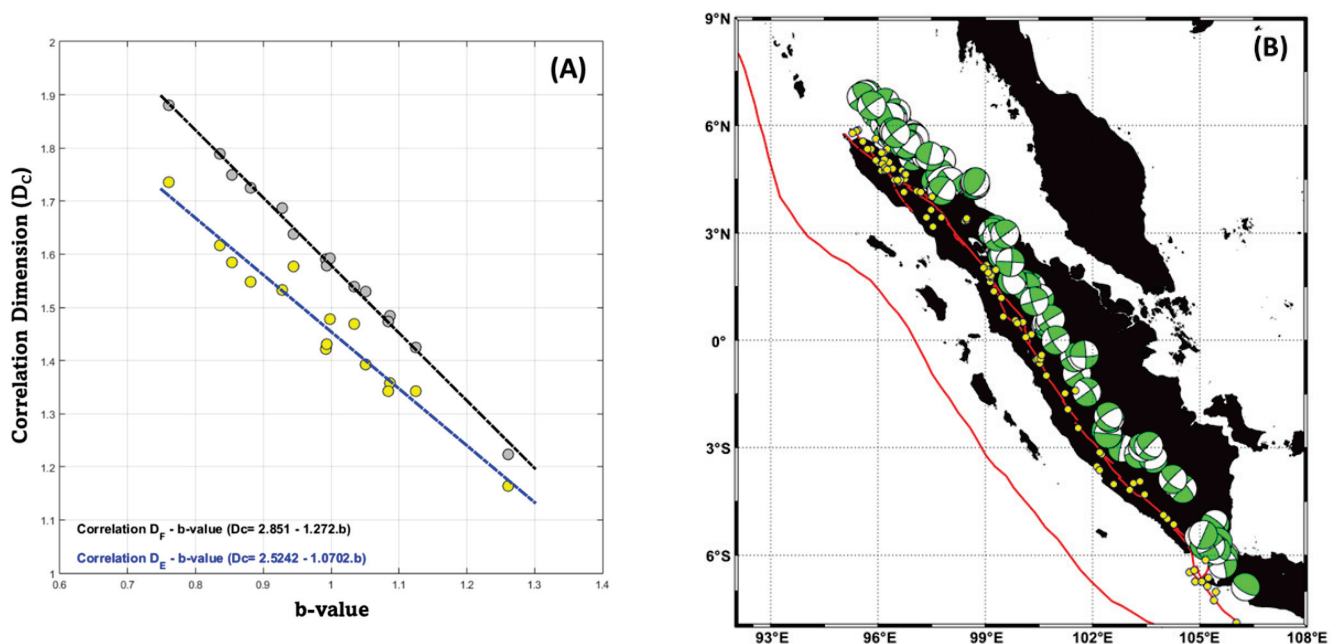 (A)
2
1.9
1.8
1.7
1.6
1.5
1.4
1.3
1.2
1.1
1
0.6 0.7 0.8 0.9 1 1.1 1.2 1.3 1.4
Correlation Dimension (DC)
b-value
Correlation DF - b-value (Dc= 2.851 - 1.272.b)
Correlation DE - b-value (Dc= 2.5242 - 1.0702.b)
(B)
9°N
6°N
3°N
0°
3°S
6°S
93°E 96°E 99°E 102°E 105°E 108°E